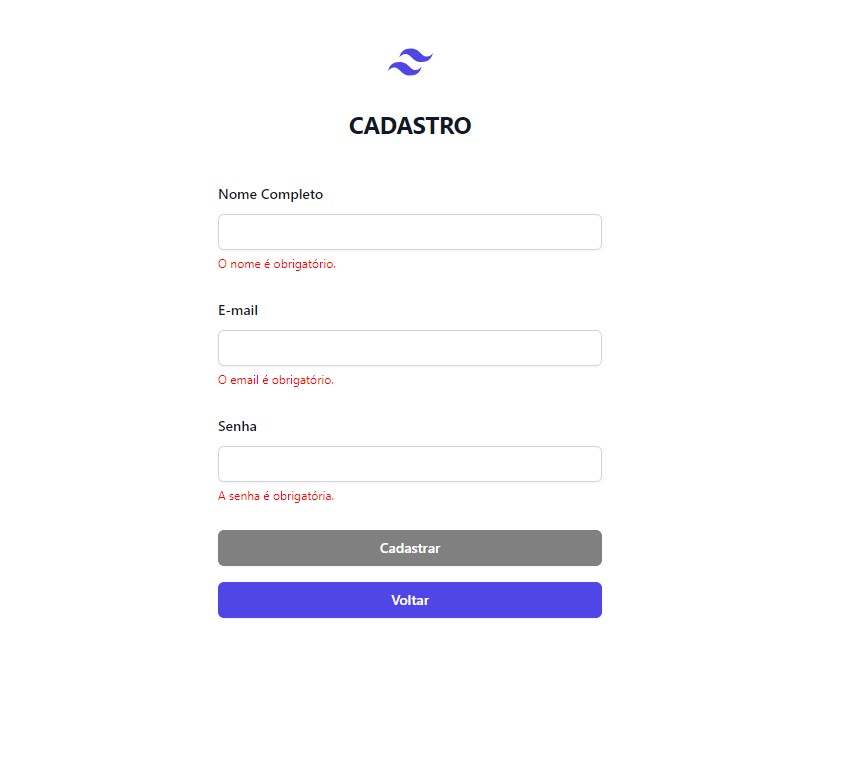 CADASTRO
Nome Completo
O nome é obrigatório.
E-mail
O email é obrigatório.
Senha
A senha é obrigatória.
Cadastrar
Voltar